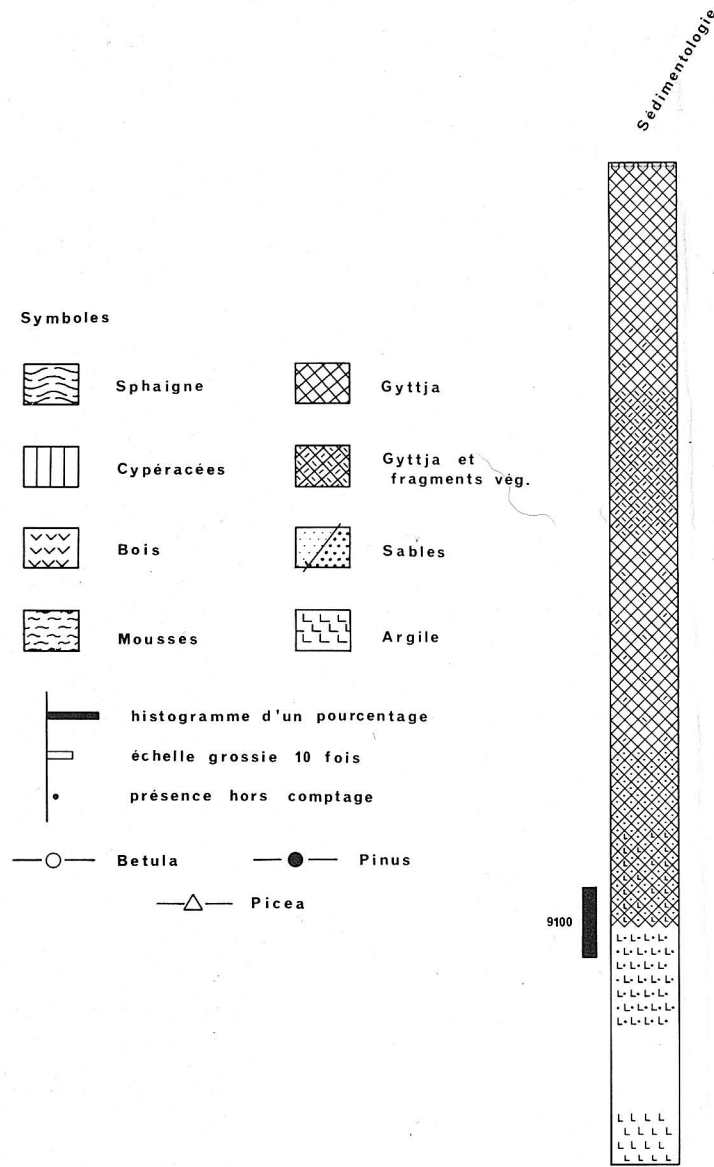 Sédimentologie
Symboles
Sphaigne
Gyttja
Cypéracées
Gyttja et
fragments vég.
Bois
Sables
Mousses
Argile
histogramme d'un pourcentage
échelle grossie 10 fois
présence hors comptage
Betula
Pinus
Picea
9100